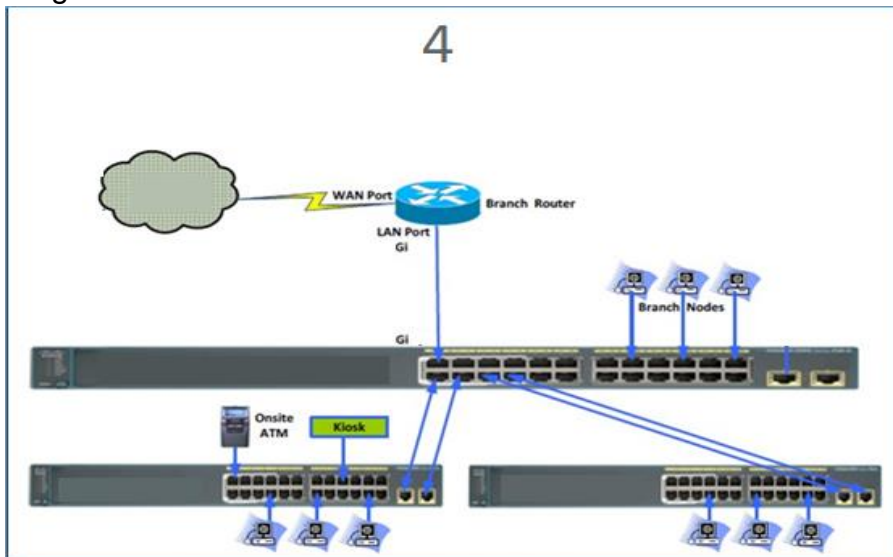 4
WAN Port
Branch Router
LAN Port
Gi
Branch Nodes
Gi
Onsite
ATM
Kiosk